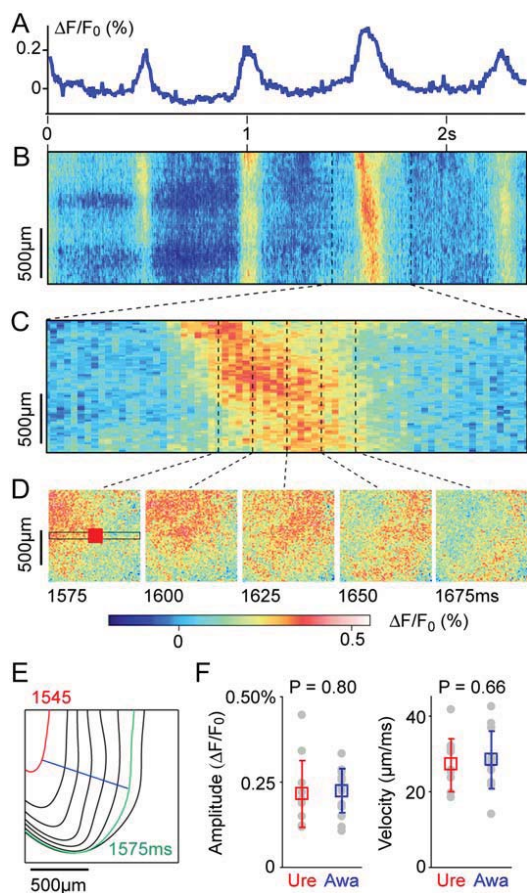 A
ΔF/F0 (%)
0.2
0
0 1 2s
B
500µm
C
500µm
D
500µm
1575 1600 1625 1650 1675ms
0 0.5 ΔF/F0 (%)
E F
1545
1575ms
500µm
P = 0.80 P = 0.66
0.50%
0.25
0
Amplitude (ΔF/F0)
Ure Awa
40
20
0
Velocity (µm/ms)
Ure Awa